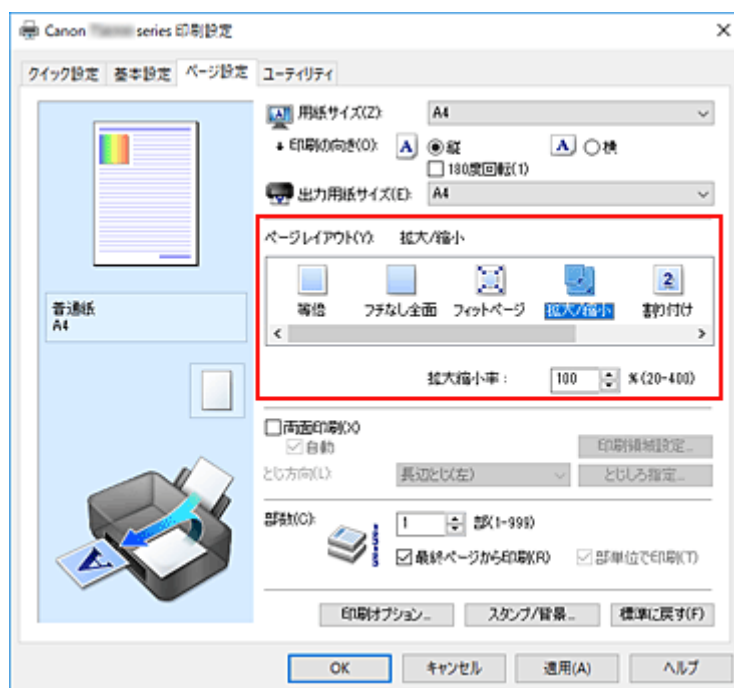 Canon series 印刷設定
クイック設定 基本設定 ページ設定 ユーティリティ
用紙サイズ(Z): A4
印刷の向き(O): A 縦 A 横
180度回転(1)
出力用紙サイズ(E): A4
ページレイアウト(Y): 拡大/縮小
等倍 フチなし全面 フィットページ 拡大/縮小 2 割り付け
普通紙
A4
拡大縮小率： 100 %(20-400)
両面印刷(X)
自動 印刷領域設定...
とじ方向(L): 長辺とじ(左) とじしろ指定...
部数(C): 1 部(1-999)
最終ページから印刷(R) 部単位で印刷(T)
印刷オプション... スタンプ/背景... 標準に戻す(F)
OK キャンセル 適用(A) ヘルプ